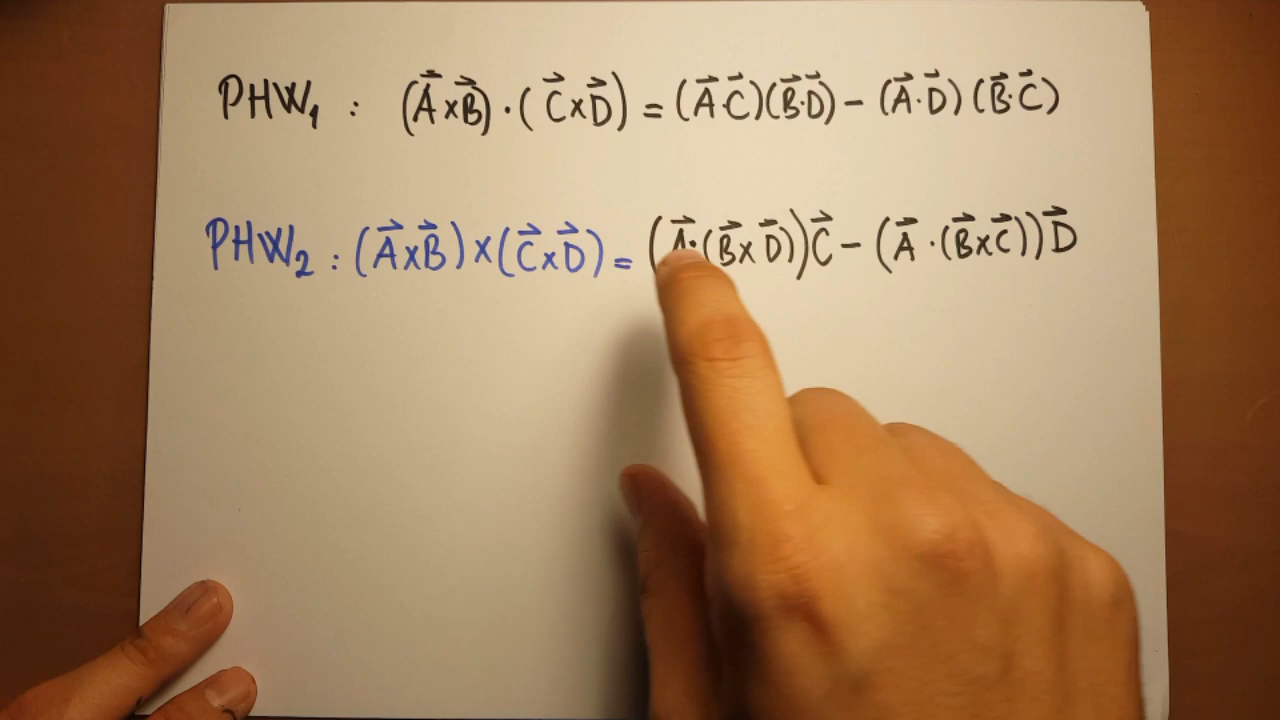 PHW₁ : (A⃗×B⃗)·(C⃗×D⃗) = (A⃗·C⃗)(B⃗·D⃗) − (A⃗·D⃗)(B⃗·C⃗)
PHW₂ : (A⃗×B⃗)×(C⃗×D⃗) = (A⃗·(B⃗×D⃗))C⃗ − (A⃗·(B⃗×C⃗))D⃗